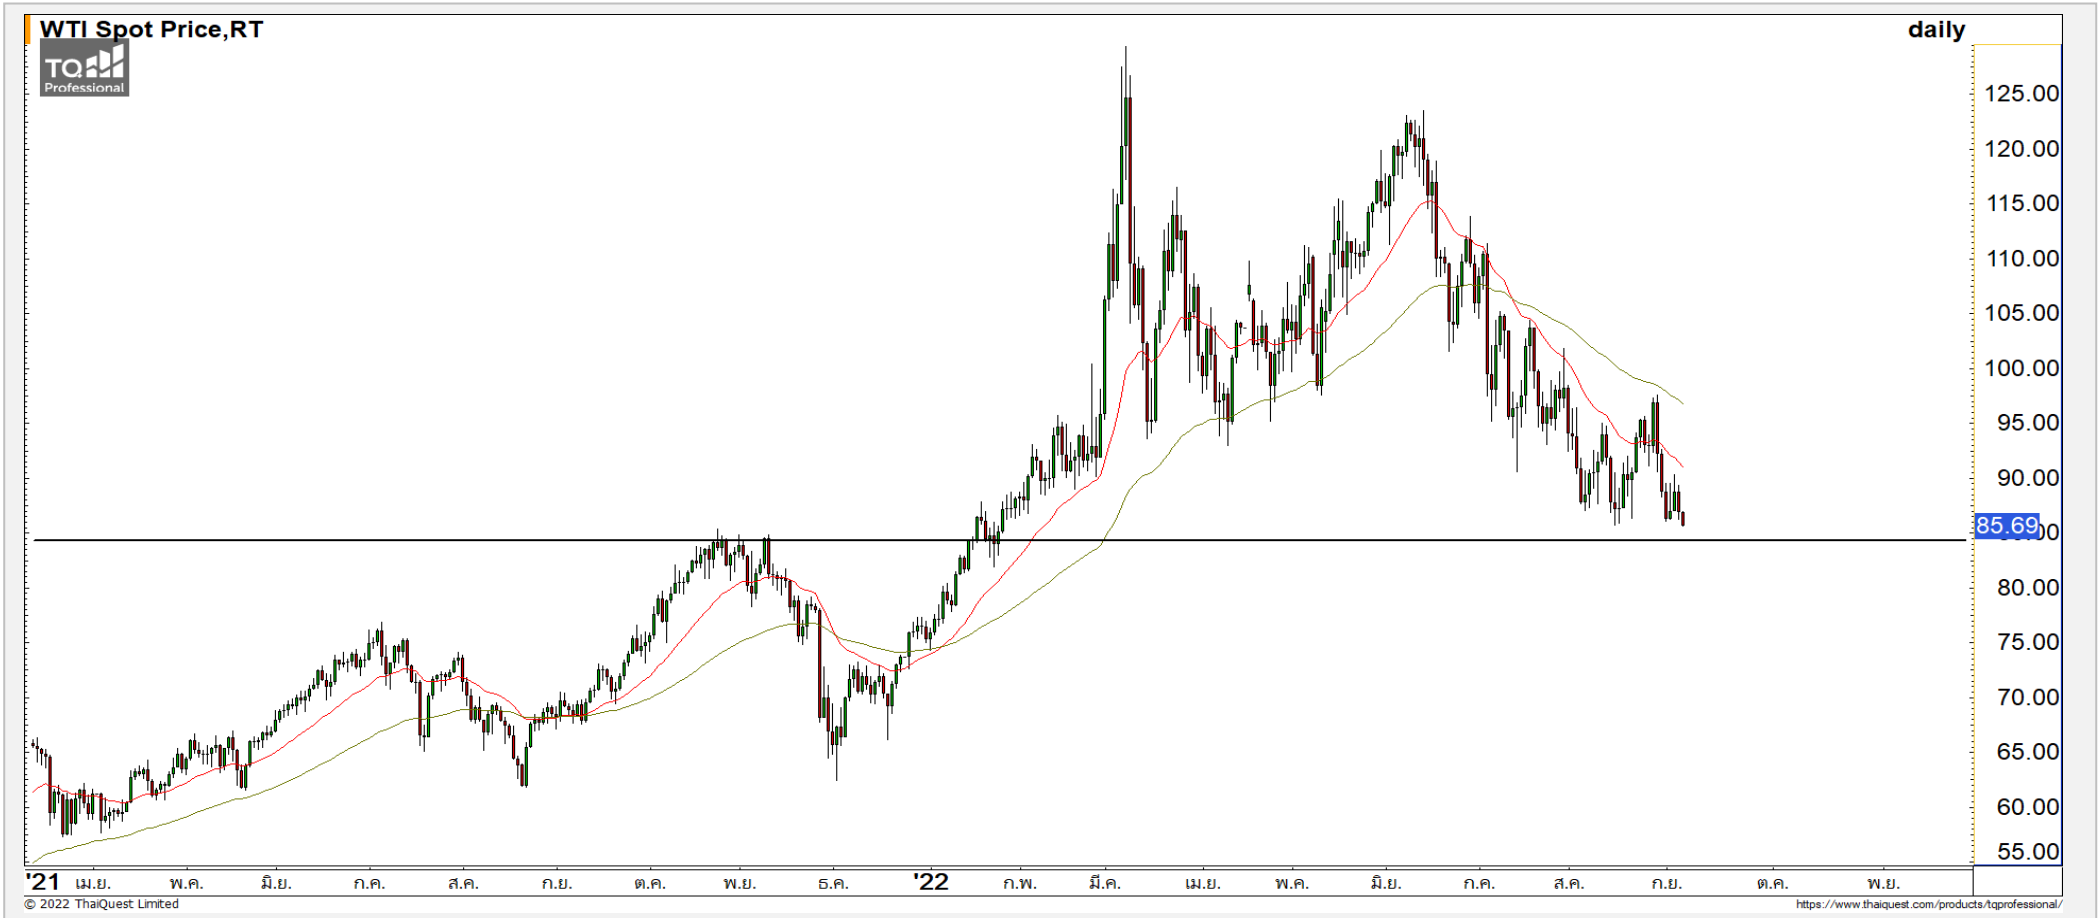 WTI Spot Price,RT
daily
TQ
Professional
125.00
120.00
115.00
110.00
105.00
100.00
95.00
90.00
85.69
80.00
75.00
70.00
65.00
60.00
55.00
'21 เม.ย. พ.ค. มิ.ย. ก.ค. ส.ค. ก.ย. ต.ค. พ.ย. ธ.ค. '22 ก.พ. มี.ค. เม.ย. พ.ค. มิ.ย. ก.ค. ส.ค. ก.ย. ต.ค. พ.ย.
© 2022 ThaiQuest Limited
https://www.thaiquest.com/products/tqprofessional/